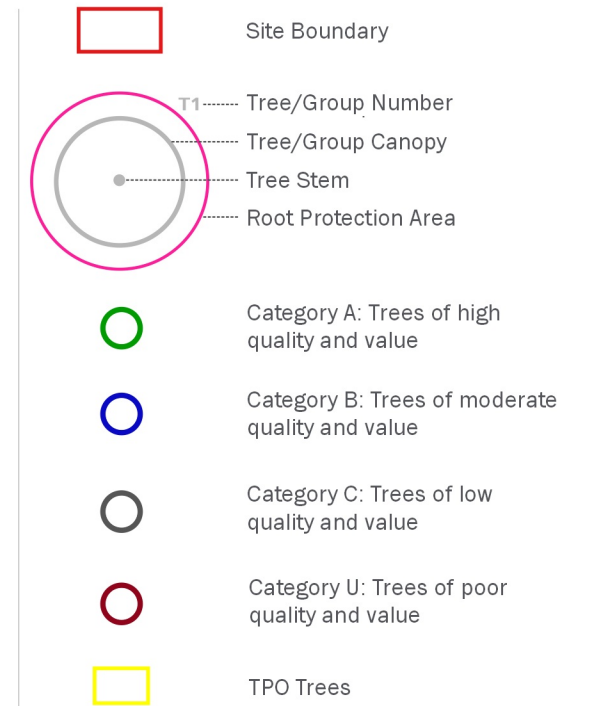 Site Boundary
T1
Tree/Group Number
Tree/Group Canopy
Tree Stem
Root Protection Area
Category A: Trees of high
quality and value
Category B: Trees of moderate
quality and value
Category C: Trees of low
quality and value
Category U: Trees of poor
quality and value
TPO Trees